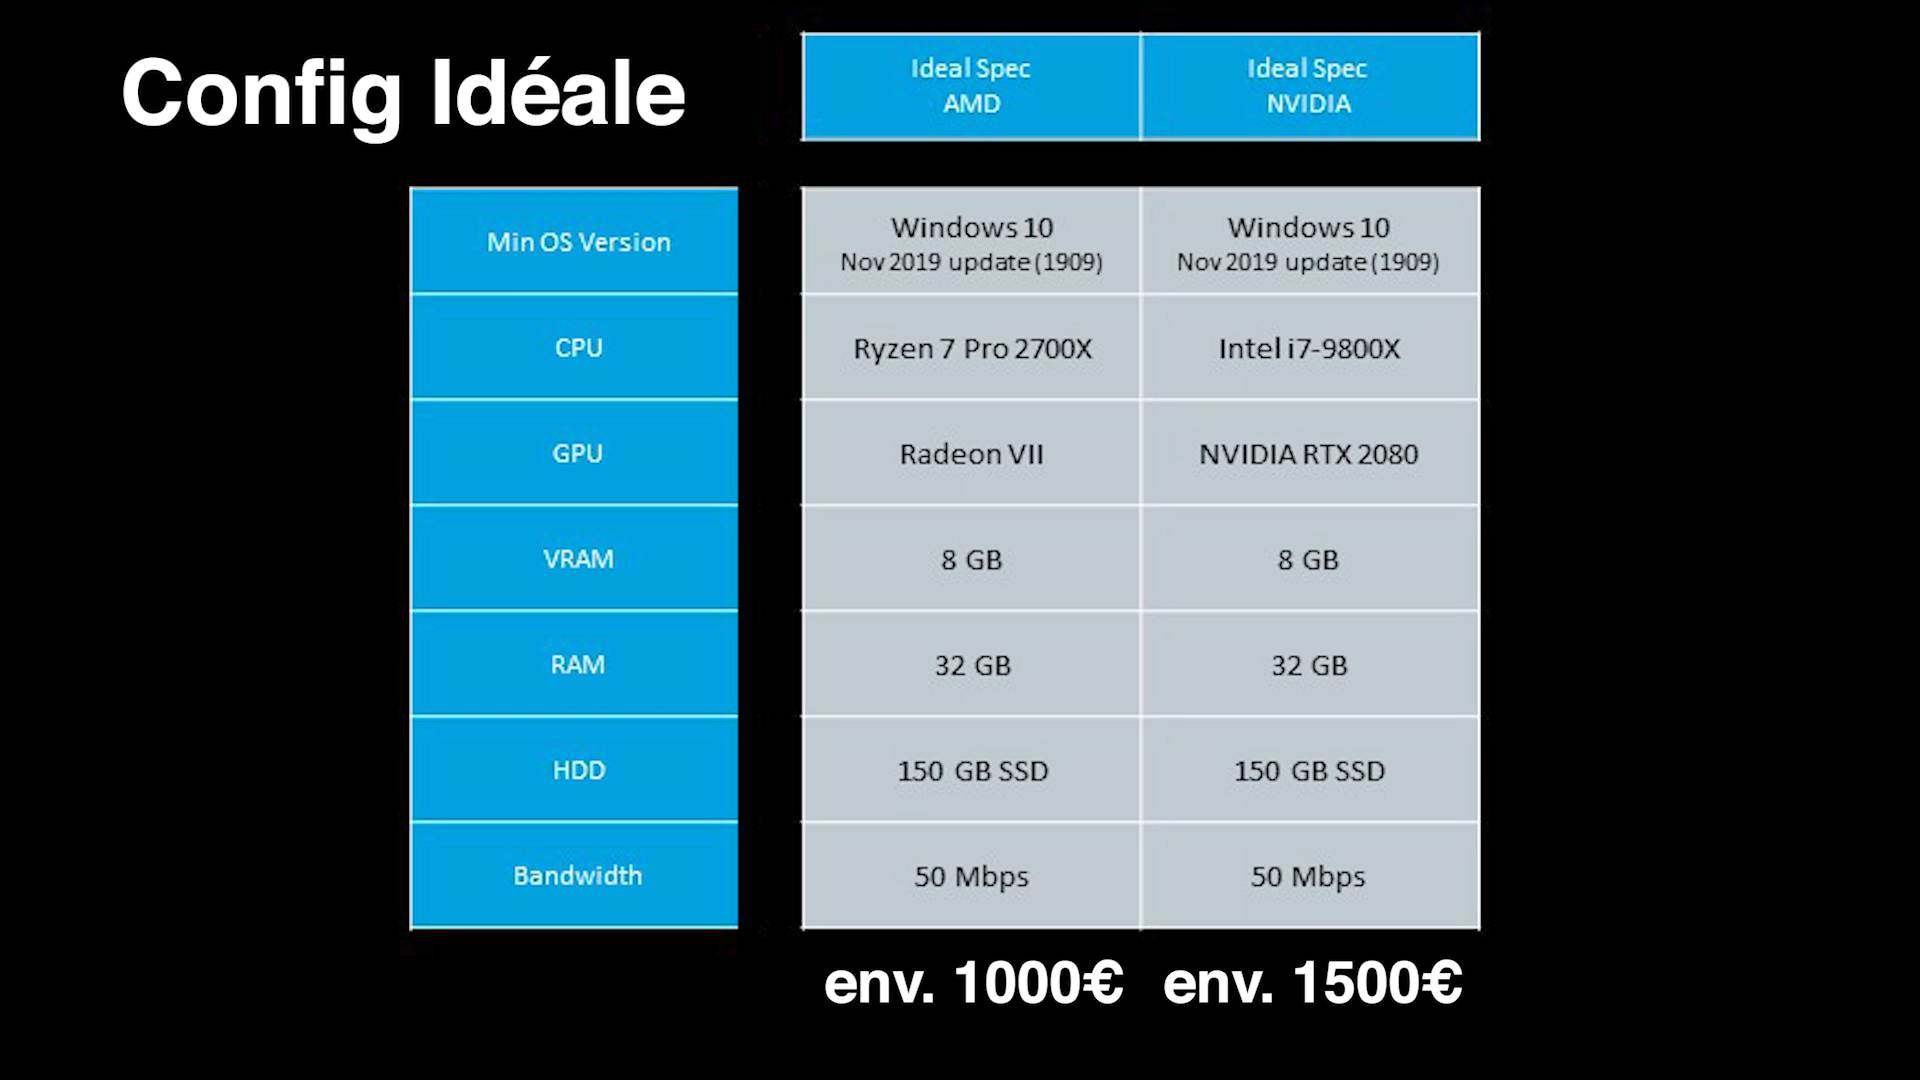 Config Idéale
Ideal Spec
AMD
Ideal Spec
NVIDIA
Min OS Version
Windows 10
Nov 2019 update (1909)
Windows 10
Nov 2019 update (1909)
CPU
Ryzen 7 Pro 2700X
Intel i7-9800X
GPU
Radeon VII
NVIDIA RTX 2080
VRAM
8 GB
8 GB
RAM
32 GB
32 GB
HDD
150 GB SSD
150 GB SSD
Bandwidth
50 Mbps
50 Mbps
env. 1000€
env. 1500€